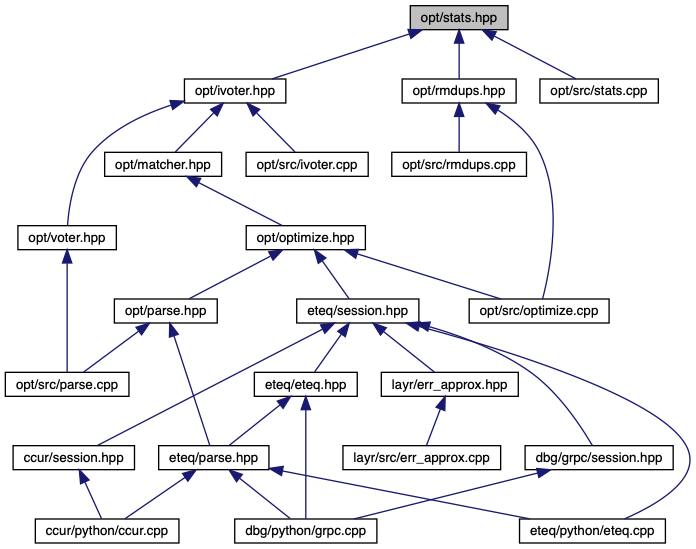 opt/stats.hpp
opt/ivoter.hpp
opt/rmdups.hpp
opt/src/stats.cpp
opt/matcher.hpp
opt/src/ivoter.cpp
opt/src/rmdups.cpp
opt/voter.hpp
opt/optimize.hpp
opt/parse.hpp
eteq/session.hpp
opt/src/optimize.cpp
opt/src/parse.cpp
eteq/eteq.hpp
layr/err_approx.hpp
ccur/session.hpp
eteq/parse.hpp
layr/src/err_approx.cpp
dbg/grpc/session.hpp
ccur/python/ccur.cpp
dbg/python/grpc.cpp
eteq/python/eteq.cpp